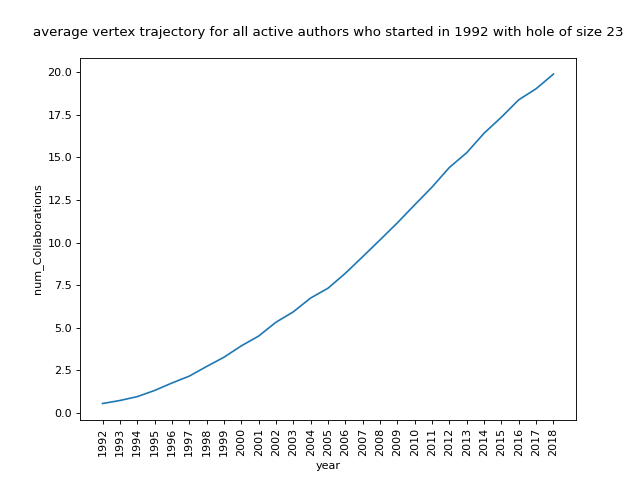 average vertex trajectory for all active authors who started in 1992 with hole of size 23
20.0
17.5
15.0
12.5
10.0
7.5
5.0
2.5
0.0
num_Collaborations
1992 1993 1994 1995 1996 1997 1998 1999 2000 2001 2002 2003 2004 2005 2006 2007 2008 2009 2010 2011 2012 2013 2014 2015 2016 2017 2018
year